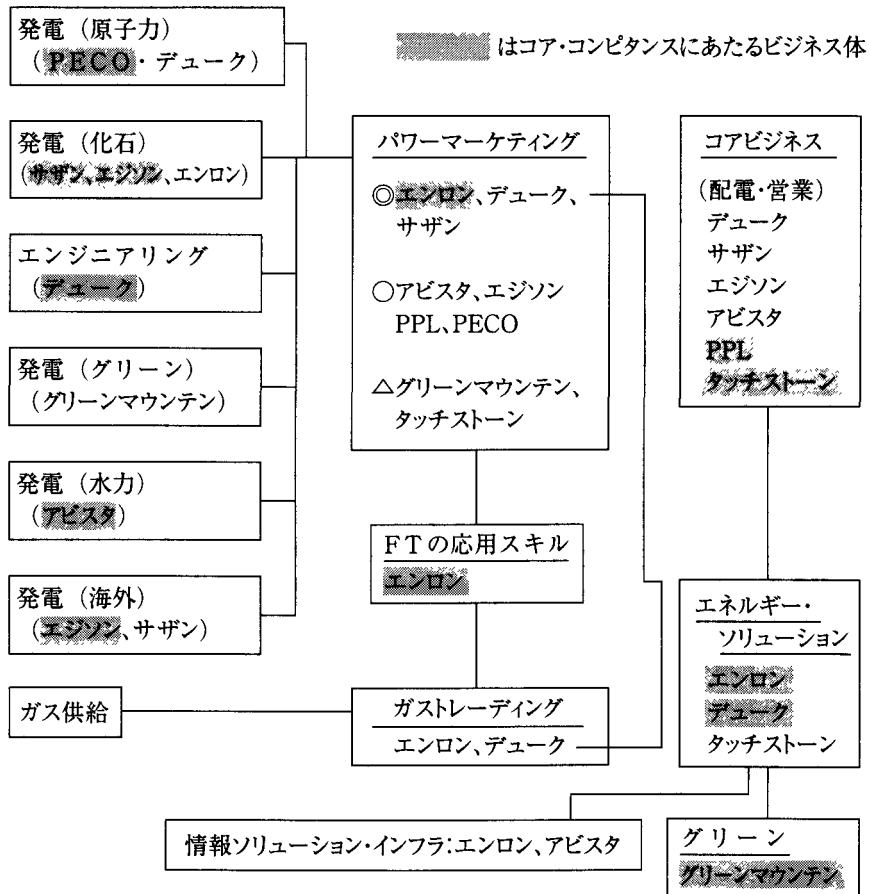 発電（原子力）
（PECO・デューク）
はコア・コンピタンスにあたるビジネス体
発電（化石）
（サザン、エジソン、エンロン）
エンジニアリング
（デューク）
発電（グリーン）
（グリーンマウンテン）
発電（水力）
（アビスタ）
発電（海外）
（エジソン、サザン）
ガス供給
パワーマーケティング
◎エンロン、デューク、
サザン
○アビスタ、エジソン
PPL、PECO
△グリーンマウンテン、
タッチストーン
FTの応用スキル
エンロン
ガストレーディング
エンロン、デューク
コアビジネス
（配電・営業）
デューク
サザン
エジソン
アビスタ
PPL
タッチストーン
エネルギー・
ソリューション
エンロン
デューク
タッチストーン
情報ソリューション・インフラ：エンロン、アビスタ
グリーン
グリーンマウンテン